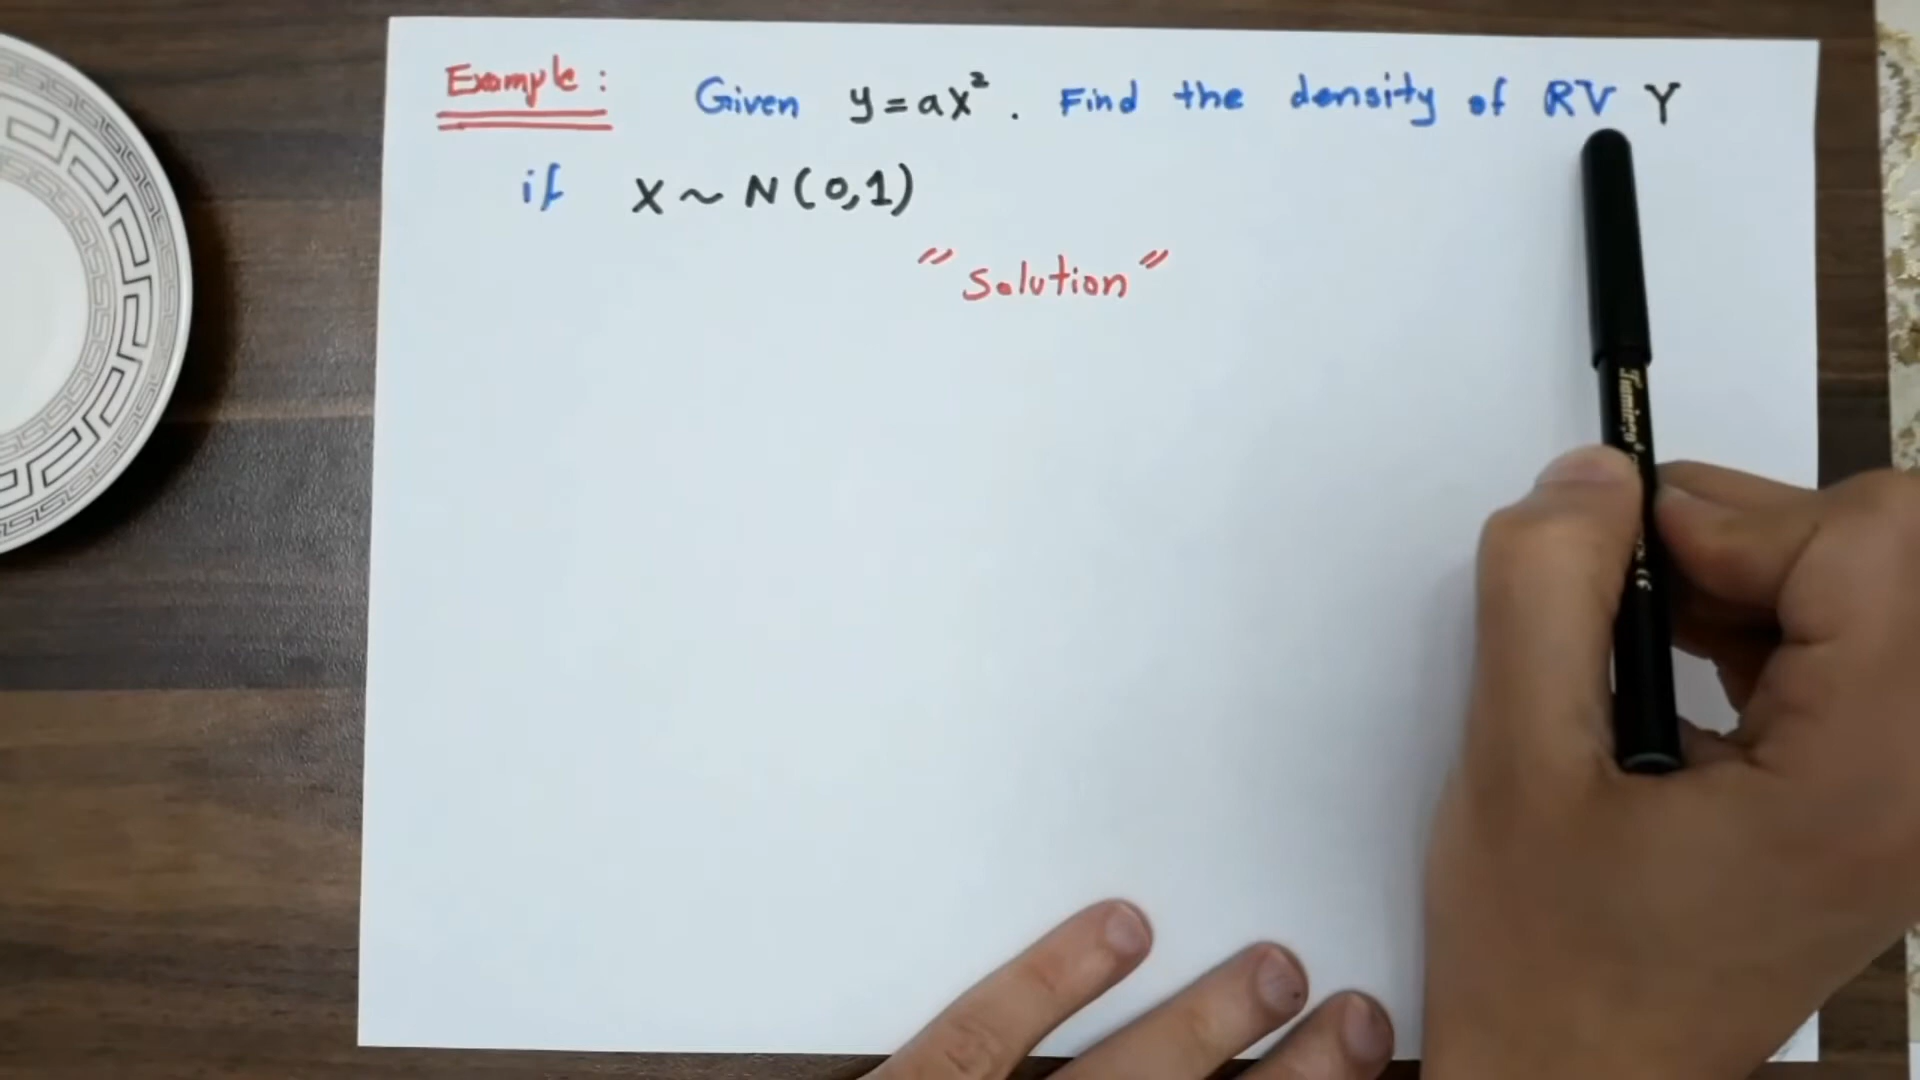 Example: Given y=ax². Find the density of RV Y
if X ~ N(0,1)
"Solution"